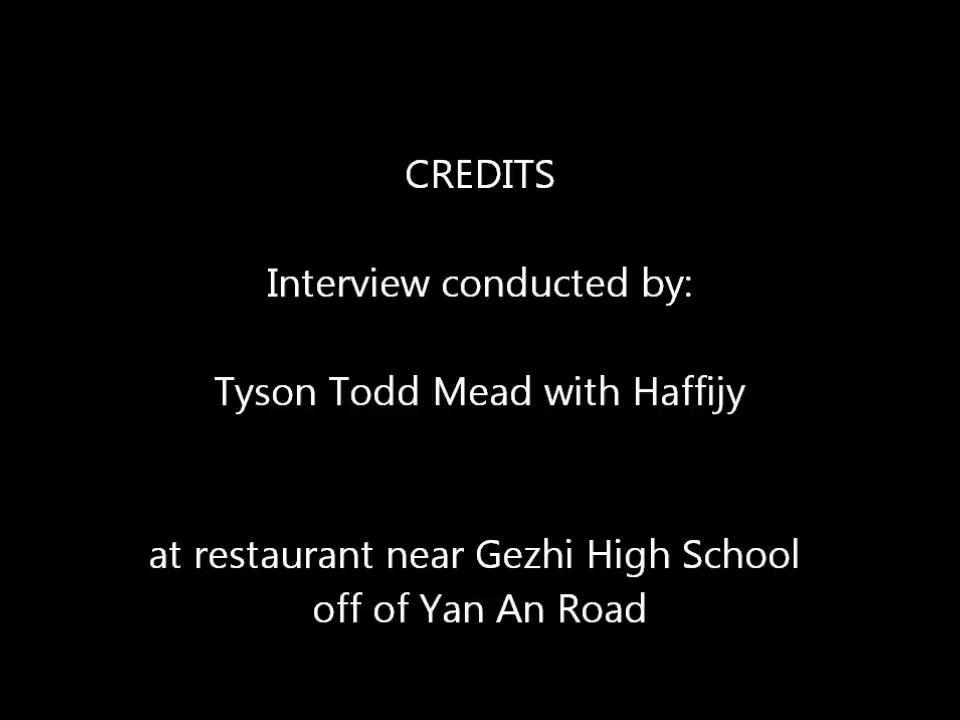 CREDITS
Interview conducted by:
Tyson Todd Mead with Haffijy
at restaurant near Gezhi High School
off of Yan An Road